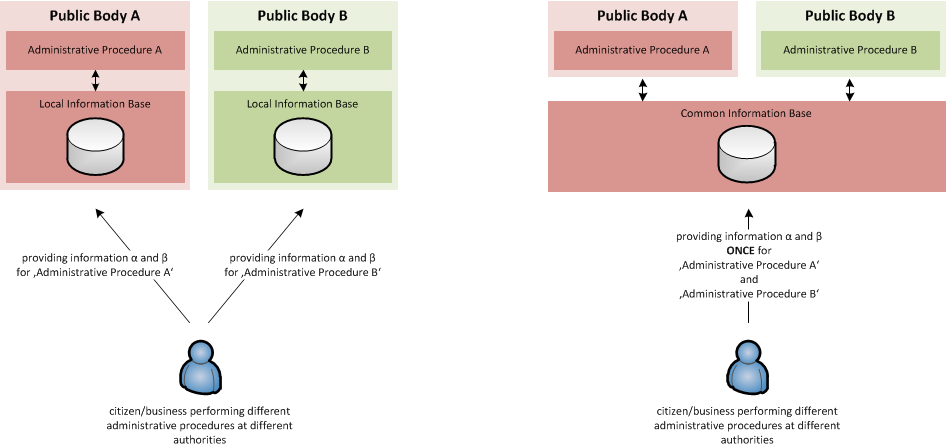 Public Body A
Administrative Procedure A
Local Information Base
Public Body B
Administrative Procedure B
Local Information Base
providing information α and β
for ‚Administrative Procedure A‘
providing information α and β
for ‚Administrative Procedure B‘
citizen/business performing different
administrative procedures at different
authorities
Public Body A
Administrative Procedure A
Public Body B
Administrative Procedure B
Common Information Base
providing information α and β
ONCE for
‚Administrative Procedure A‘
and
‚Administrative Procedure B‘
citizen/business performing different
administrative procedures at different
authorities